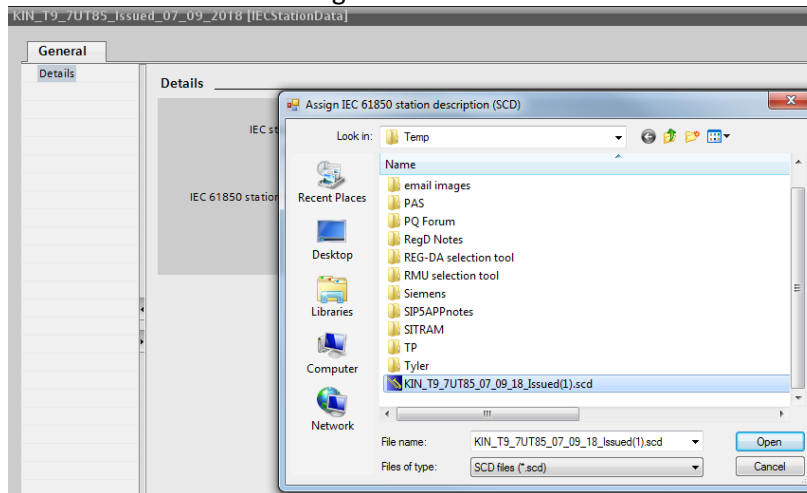 KIN_T9_7UT85_Issued_07_09_2018 [IECStationData]
General
Details
Details
IEC st
IEC 61850 station
Assign IEC 61850 station description (SCD)
Look in: Temp
Name
Recent Places
Desktop
Libraries
Computer
Network
email images
PAS
PQ Forum
RegD Notes
REG-DA selection tool
RMU selection tool
Siemens
SIP5APPnotes
SITRAM
TP
Tyler
KIN_T9_7UT85_07_09_18_Issued(1).scd
File name: KIN_T9_7UT85_07_09_18_Issued(1).scd Open
Files of type: SCD files (*.scd) Cancel